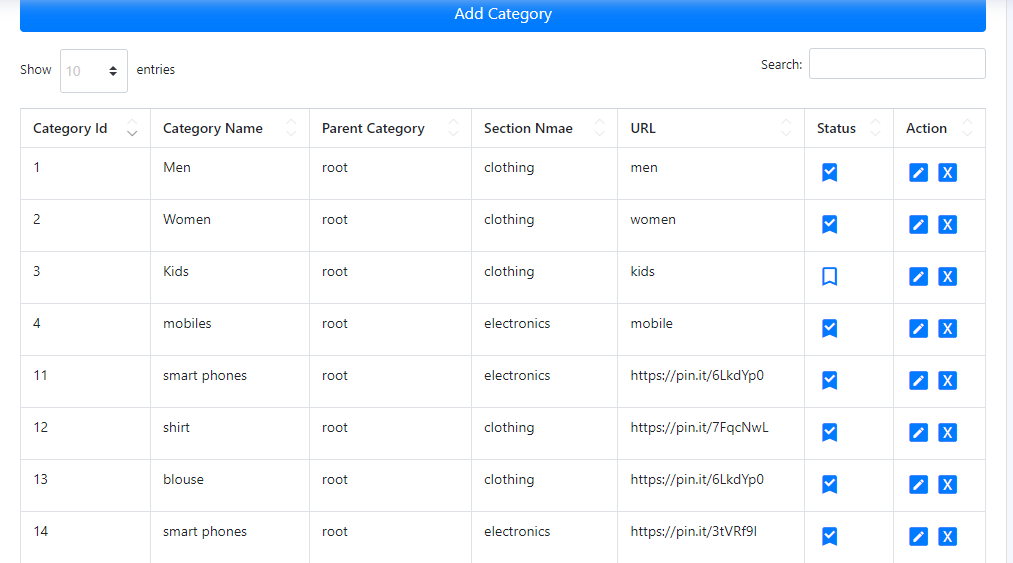 Add Category
Show 10 entries
Search:
Category Id Category Name Parent Category Section Nmae URL Status Action
1 Men root clothing men X
2 Women root clothing women X
3 Kids root clothing kids X
4 mobiles root electronics mobile X
11 smart phones root electronics https://pin.it/6LkdYp0 X
12 shirt root clothing https://pin.it/7FqcNwL X
13 blouse root clothing https://pin.it/6LkdYp0 X
14 smart phones root electronics https://pin.it/3tVRf9l X